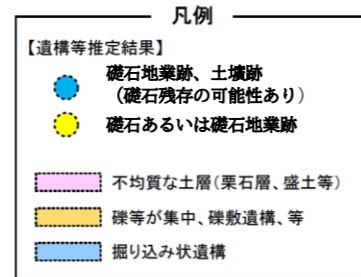 凡例
【遺構等推定結果】
礎石地業跡、土壙跡
（礎石残存の可能性あり）
礎石あるいは礎石地業跡
不均質な土層（栗石層、盛土等）
礫等が集中、礫敷遺構、等
掘り込み状遺構